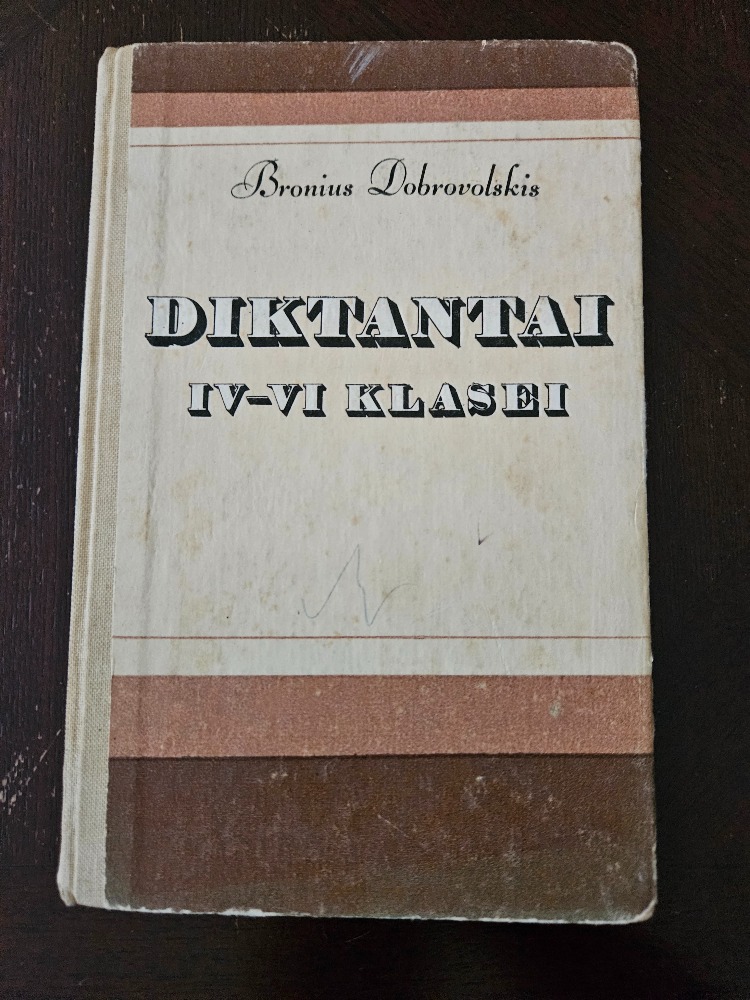 Bronius Dobrovolskis
DIKTANTAI
IV-VI KLASEI